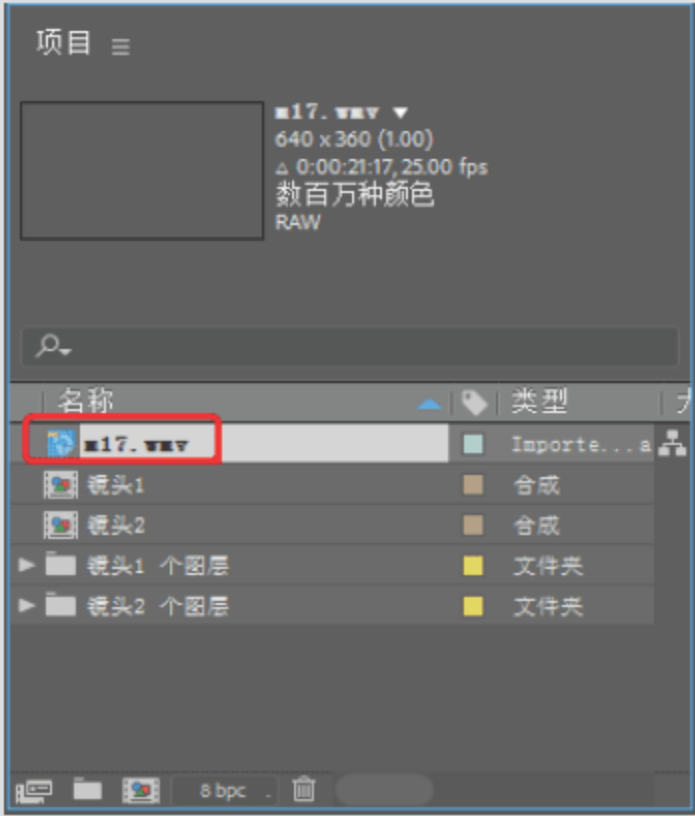 项目
m17.wmv
640 x 360 (1.00)
△ 0:00:21:17, 25.00 fps
数百万种颜色
RAW
名称 类型
m17.wmv Importe...a
镜头1 合成
镜头2 合成
镜头1 个图层 文件夹
镜头2 个图层 文件夹
8 bpc